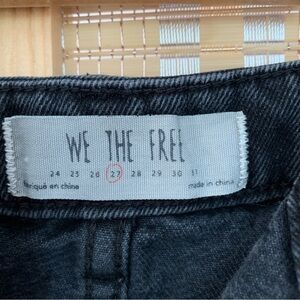 WE THE FREE
24 25 26 27 28 29 30 31
fabriqué en chine made in china